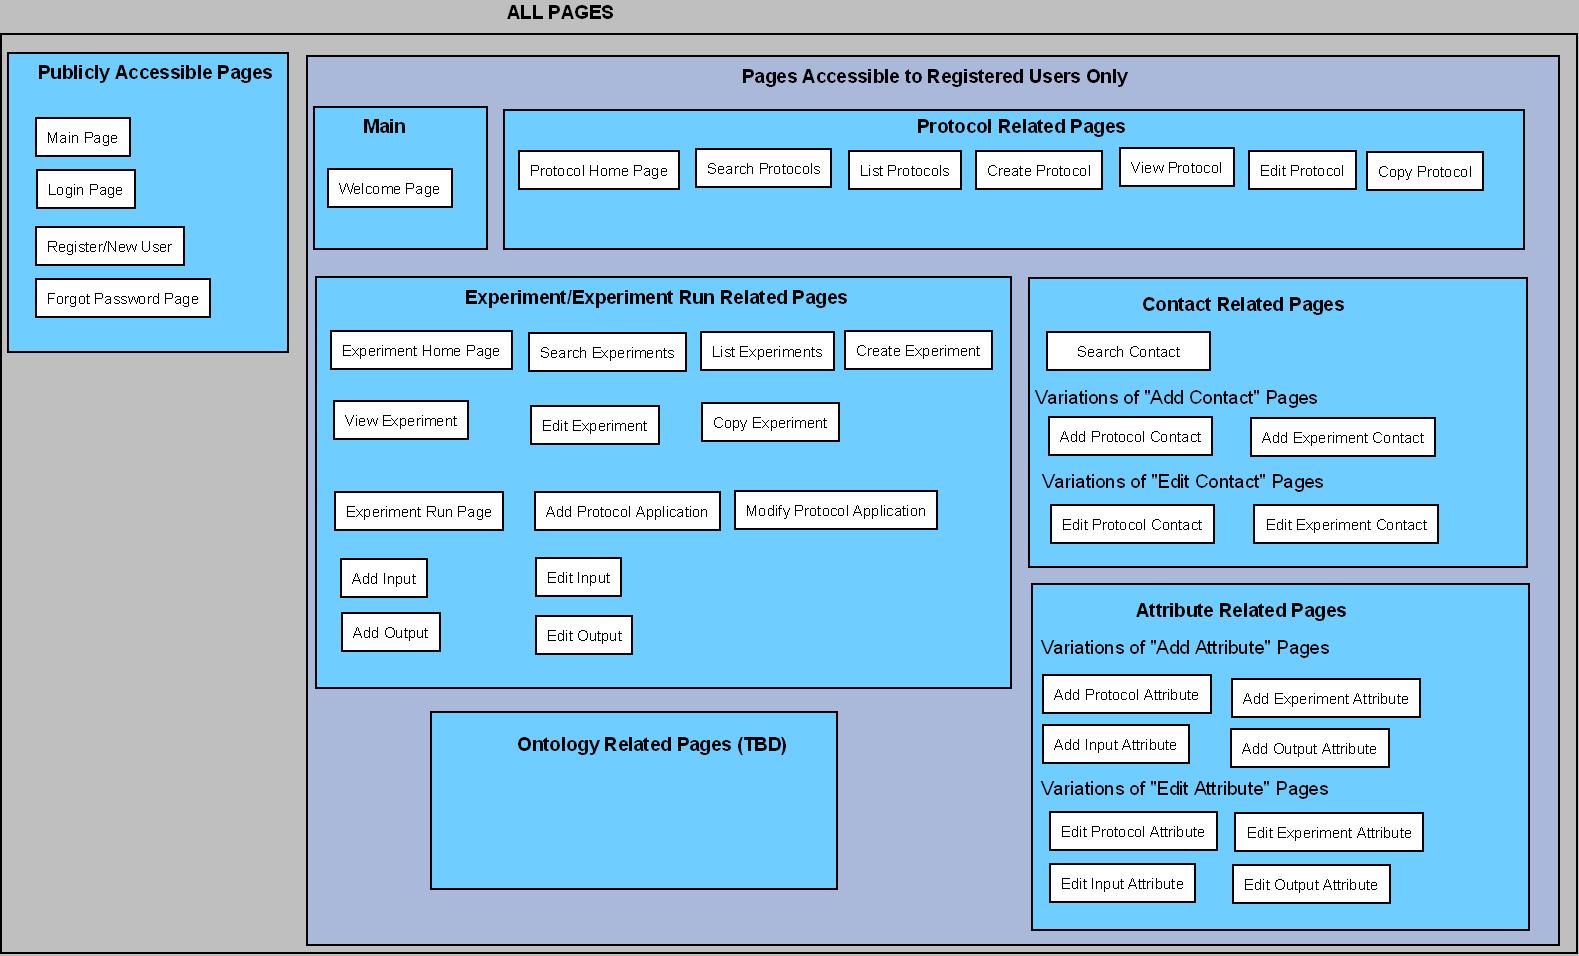 ALL PAGES
Publicly Accessible Pages
Main Page
Login Page
Register/New User
Forgot Password Page
Pages Accessible to Registered Users Only
Main
Welcome Page
Protocol Related Pages
Protocol Home Page
Search Protocols
List Protocols
Create Protocol
View Protocol
Edit Protocol
Copy Protocol
Experiment/Experiment Run Related Pages
Experiment Home Page
Search Experiments
List Experiments
Create Experiment
View Experiment
Edit Experiment
Copy Experiment
Experiment Run Page
Add Protocol Application
Modify Protocol Application
Add Input
Edit Input
Add Output
Edit Output
Contact Related Pages
Search Contact
Variations of "Add Contact" Pages
Add Protocol Contact
Add Experiment Contact
Variations of "Edit Contact" Pages
Edit Protocol Contact
Edit Experiment Contact
Attribute Related Pages
Variations of "Add Attribute" Pages
Add Protocol Attribute
Add Experiment Attribute
Add Input Attribute
Add Output Attribute
Variations of "Edit Attribute" Pages
Edit Protocol Attribute
Edit Experiment Attribute
Edit Input Attribute
Edit Output Attribute
Ontology Related Pages (TBD)